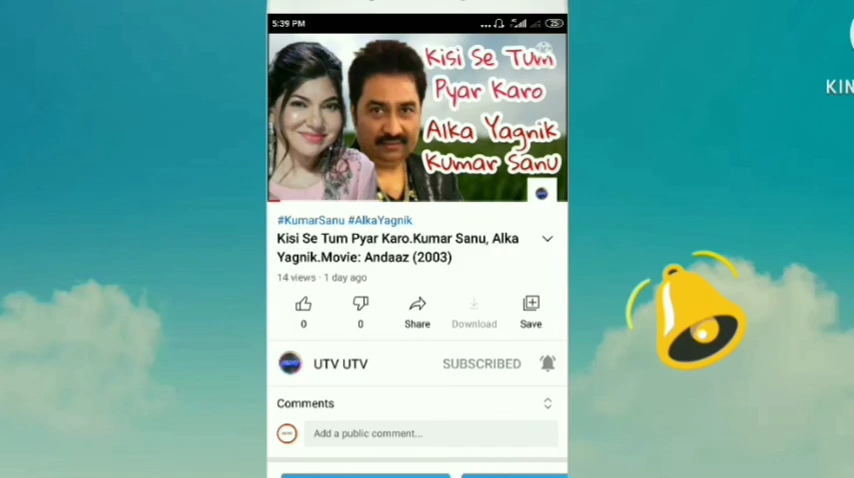 5:39 PM
25
KIN
Kisi Se Tum
Pyar Karo
Alka Yagnik
Kumar Sanu
#KumarSanu #AlkaYagnik
Kisi Se Tum Pyar Karo.Kumar Sanu, Alka
Yagnik.Movie: Andaaz (2003)
14 views · 1 day ago
0
0
Share
Download
Save
UTV UTV
SUBSCRIBED
Comments
Add a public comment...